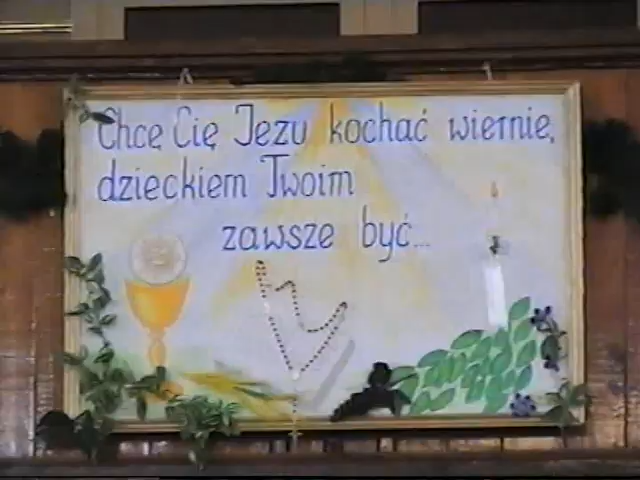 Chcę Cię Jezu kochać wiernie,
dzieckiem Twoim
zawsze być...